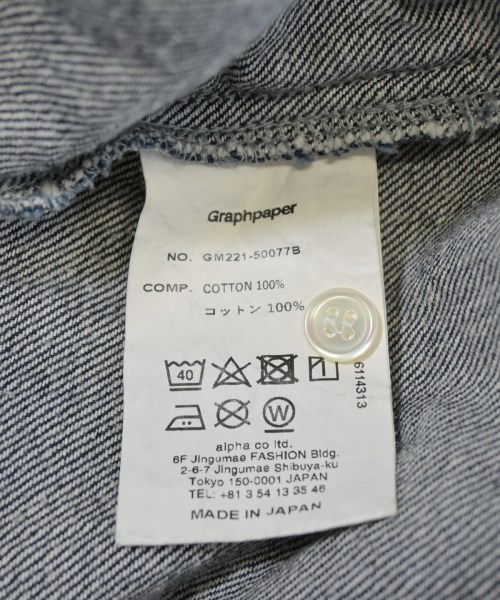 Graphpaper
NO. GM221-50077B
COMP. COTTON 100%
コットン 100%
40
W
6114313
alpha co ltd.
6F Jingumae FASHION Bldg.
2-6-7 Jingumae Shibuya-ku
Tokyo 150-0001 JAPAN
TEL: +81 3 54 13 35 46
MADE IN JAPAN